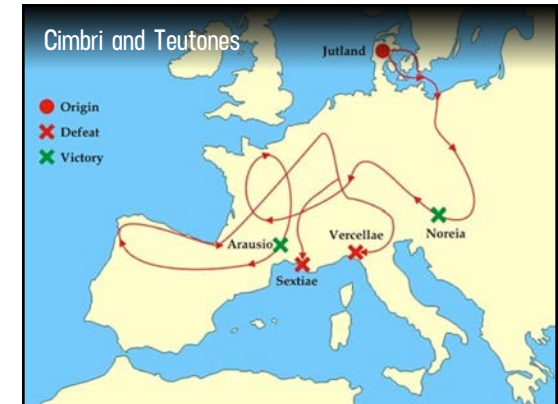 Cimbri and Teutones
Jutland
Origin
Defeat
Victory
Arausio
Vercellae
Noreia
Sextiae